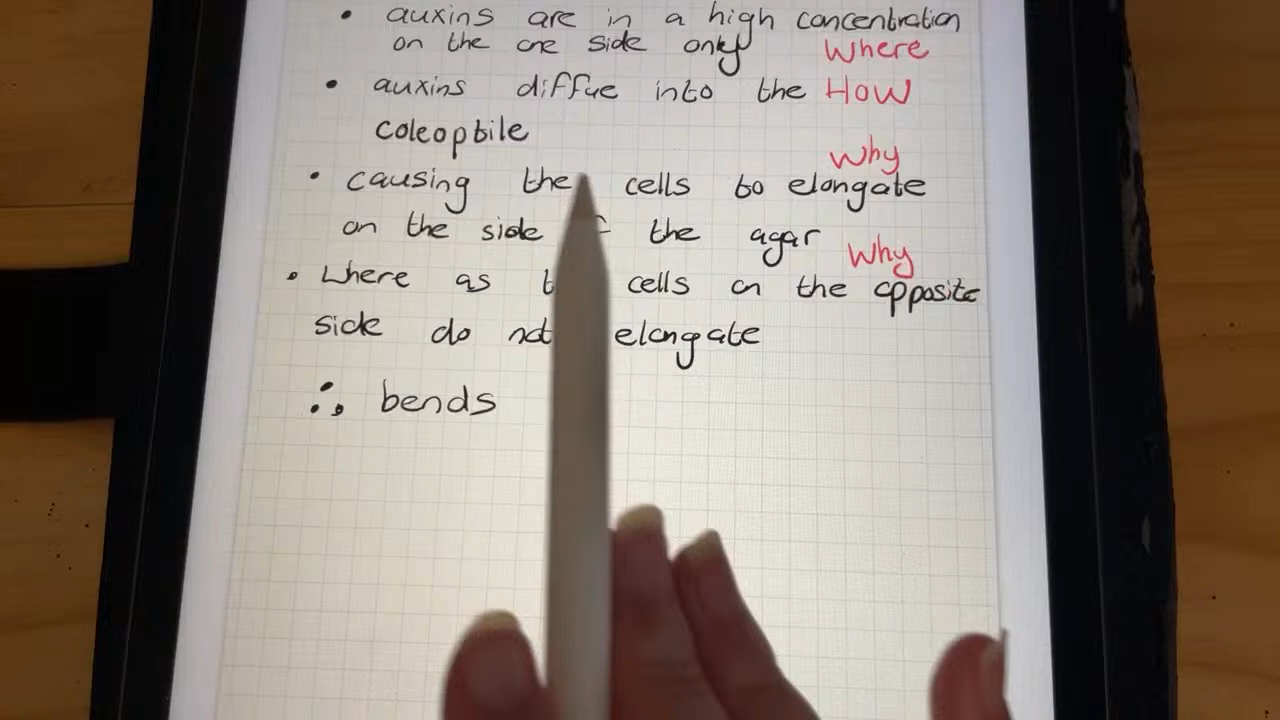 • auxins are in a high concentration
on the one side only Where
• auxins diffue into the How
coleoptile
Why
• causing the cells to elongate
on the side the agar
Why
• Where as cells on the opposite
side do not elongate
∴ bends